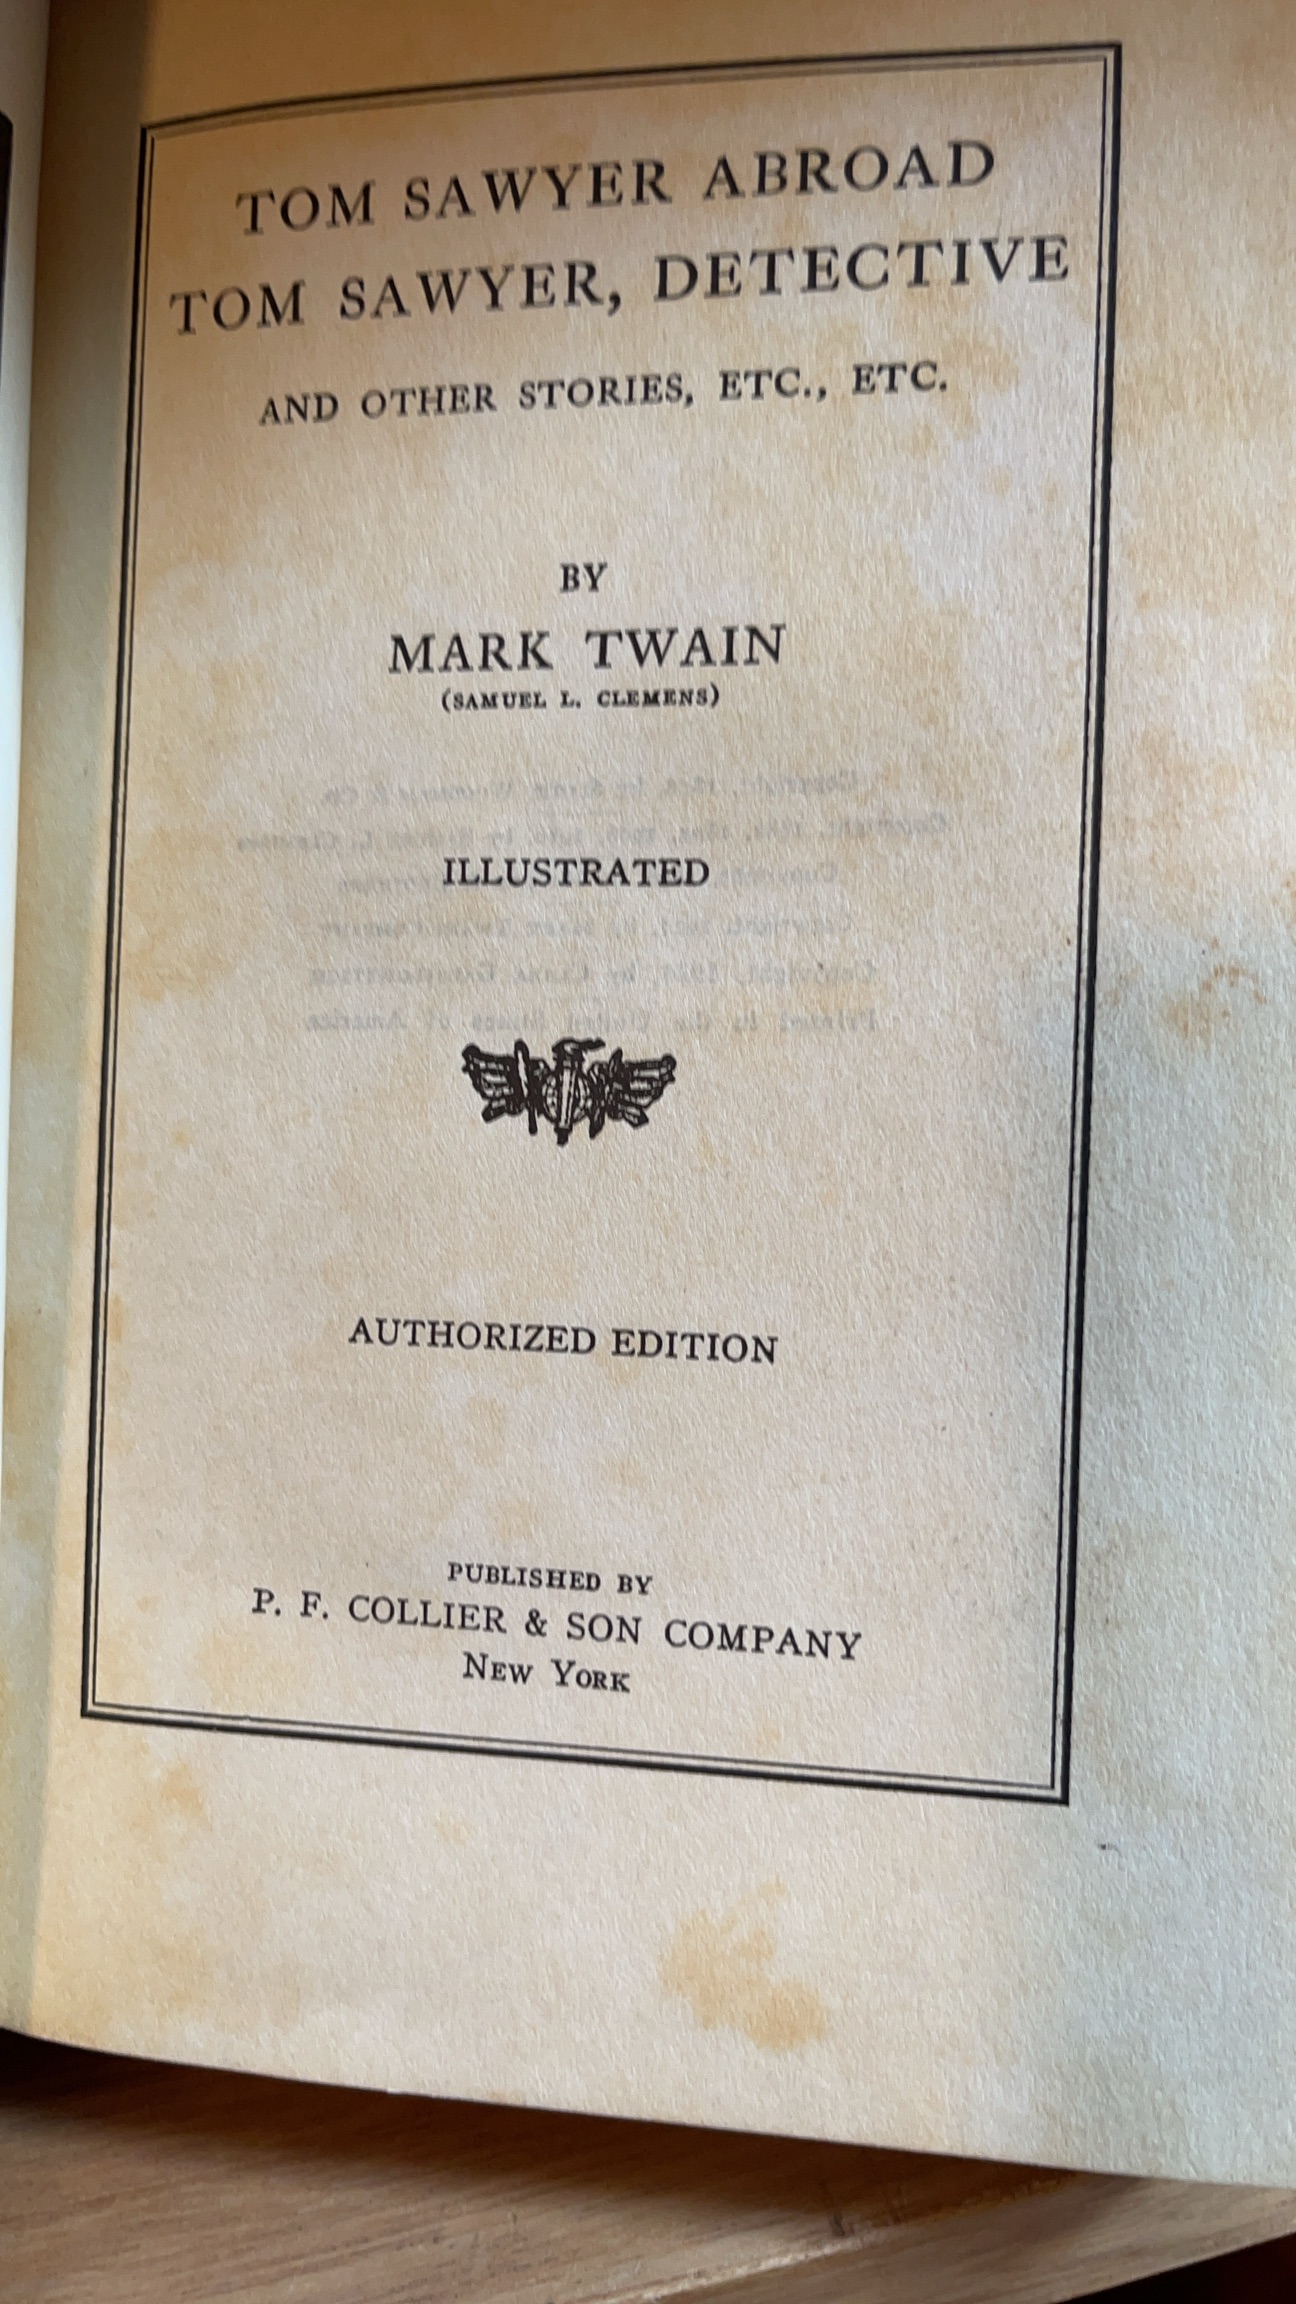 TOM SAWYER ABROAD
TOM SAWYER, DETECTIVE
AND OTHER STORIES, ETC., ETC.
BY
MARK TWAIN
(SAMUEL L. CLEMENS)
ILLUSTRATED
AUTHORIZED EDITION
PUBLISHED BY
P. F. COLLIER & SON COMPANY
NEW YORK